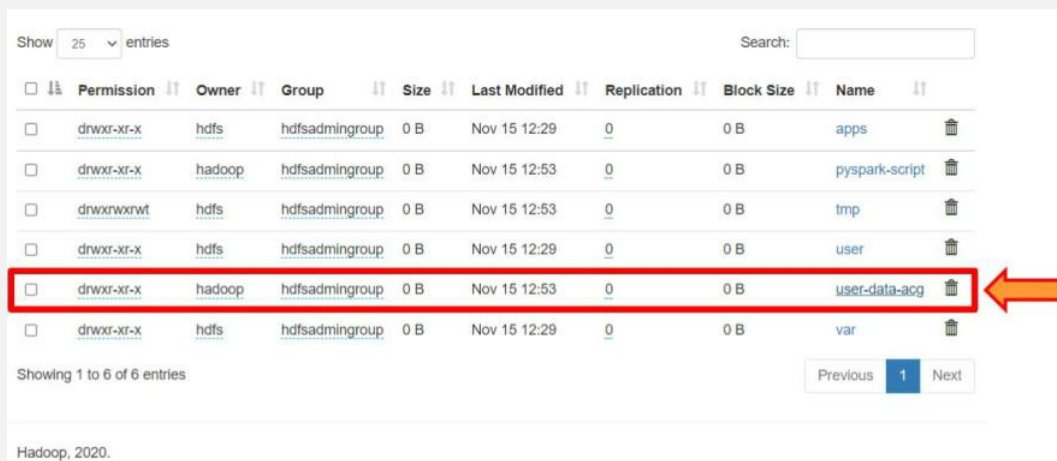 Show 25 entries Search:
Permission Owner Group Size Last Modified Replication Block Size Name
drwxr-xr-x hdfs hdfsadmingroup 0 B Nov 15 12:29 0 0 B apps
drwxr-xr-x hadoop hdfsadmingroup 0 B Nov 15 12:53 0 0 B pyspark-script
drwxrwxrwt hdfs hdfsadmingroup 0 B Nov 15 12:53 0 0 B tmp
drwxr-xr-x hdfs hdfsadmingroup 0 B Nov 15 12:29 0 0 B user
drwxr-xr-x hadoop hdfsadmingroup 0 B Nov 15 12:53 0 0 B user-data-acg
drwxr-xr-x hdfs hdfsadmingroup 0 B Nov 15 12:29 0 0 B var
Showing 1 to 6 of 6 entries Previous 1 Next
Hadoop, 2020.